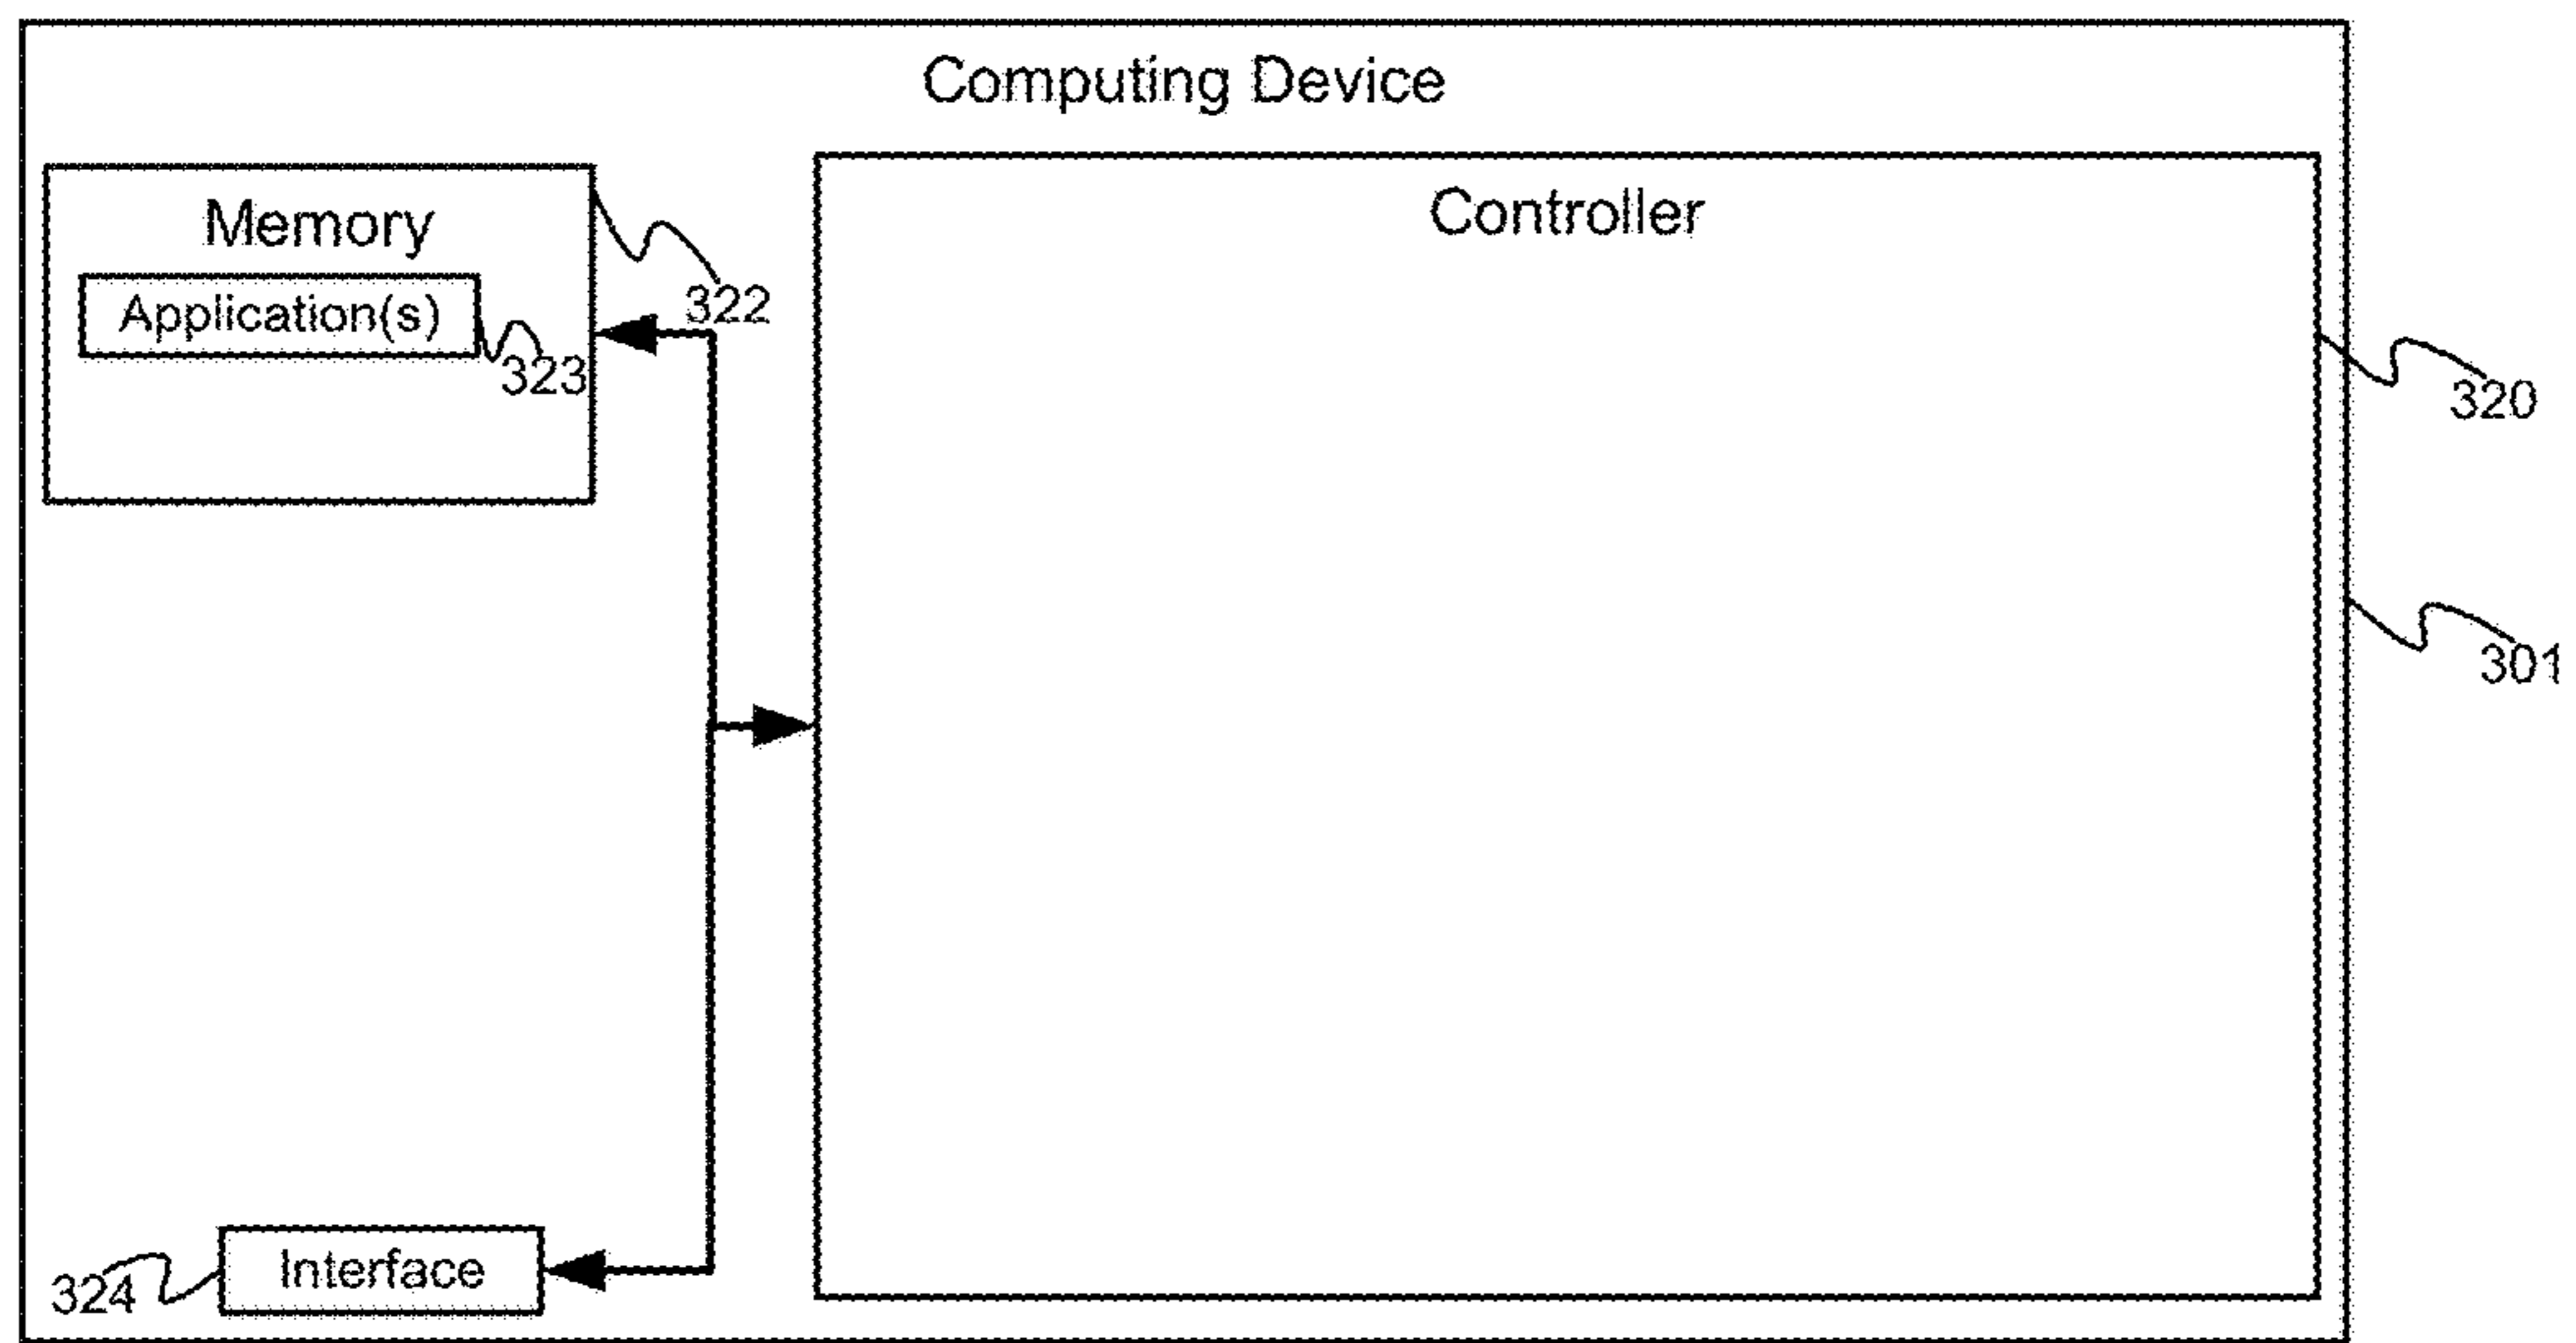 Computing Device
Memory
Controller
Application(s)
322
323
320
301
324
Interface